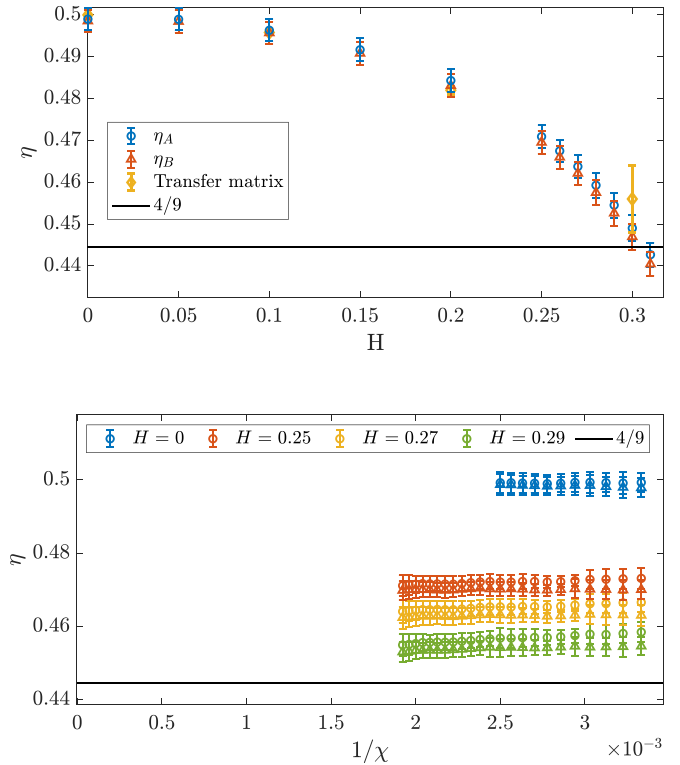 0.5
0.49
0.48
0.47
0.46
0.45
0.44
η
η_A
η_B
Transfer matrix
4/9
0 0.05 0.1 0.15 0.2 0.25 0.3
H
H = 0 H = 0.25 H = 0.27 H = 0.29 4/9
0.5
0.48
0.46
0.44
η
0 0.5 1 1.5 2 2.5 3
1/χ ×10⁻³